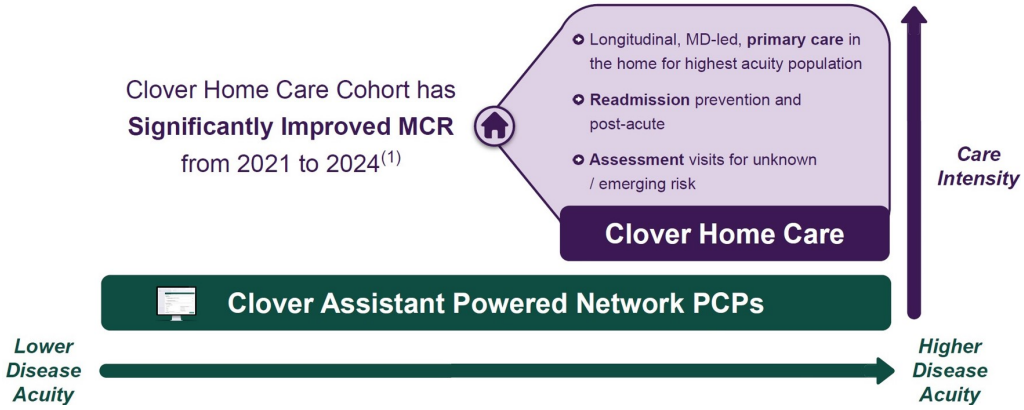 Clover Home Care Cohort has
Significantly Improved MCR
from 2021 to 2024(1)
Longitudinal, MD-led, primary care in
the home for highest acuity population
Readmission prevention and
post-acute
Assessment visits for unknown
/ emerging risk
Clover Home Care
Care
Intensity
Clover Assistant Powered Network PCPs
Lower
Disease
Acuity
Higher
Disease
Acuity